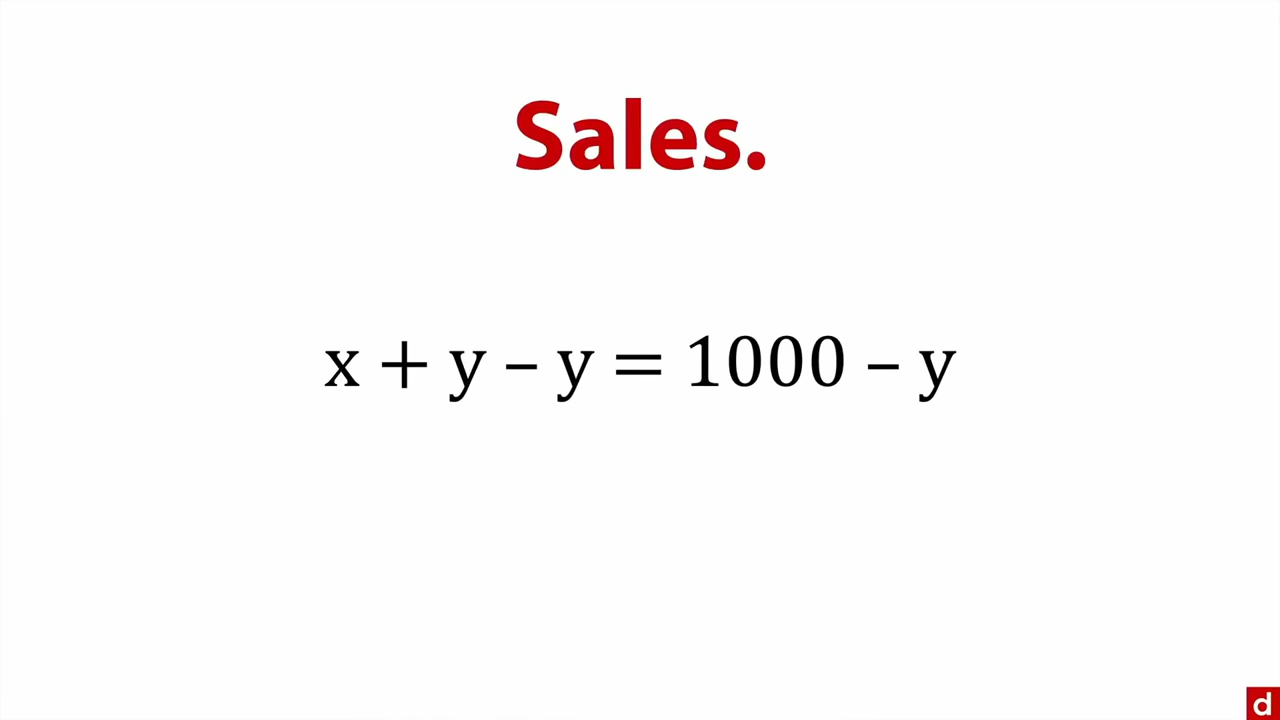 Sales.
x + y – y = 1000 – y
d